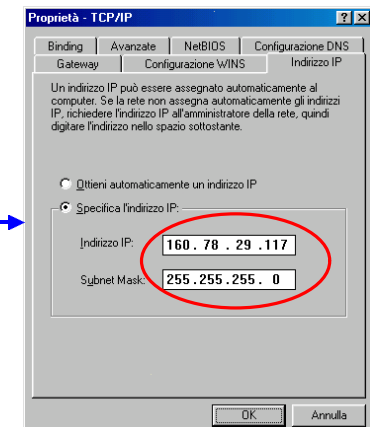 Proprietà - TCP/IP
Binding Avanzate NetBIOS Configurazione DNS
Gateway Configurazione WINS Indirizzo IP
Un indirizzo IP può essere assegnato automaticamente al
computer. Se la rete non assegna automaticamente gli indirizzi
IP, richiedere l'indirizzo IP all'amministratore della rete, quindi
digitare l'indirizzo nello spazio sottostante.
Ottieni automaticamente un indirizzo IP
Specifica l'indirizzo IP:
Indirizzo IP: 160. 78 . 29 .117
Subnet Mask: 255.255.255. 0
OK Annulla